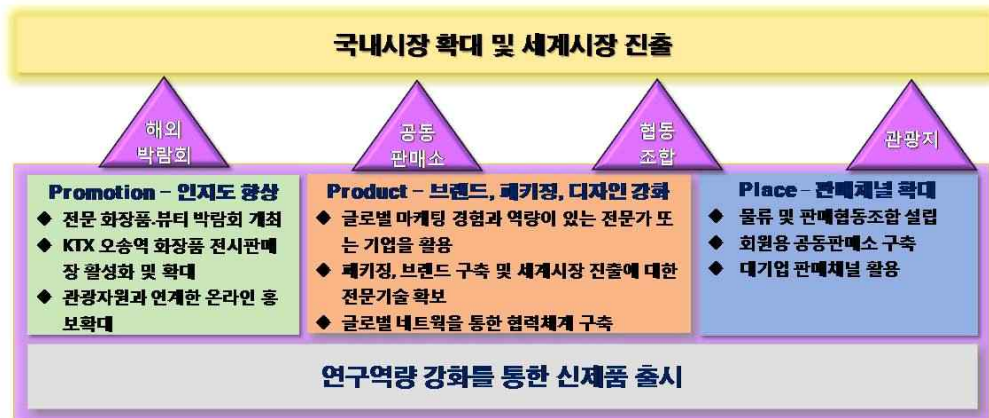 국내시장 확대 및 세계시장 진출
해외
박람회
공동
판매소
협동
조합
관광지
Promotion – 인지도 향상
◆ 전문 화장품.뷰티 박람회 개최
◆ KTX 오송역 화장품 전시판매
장 활성화 및 확대
◆ 관광자원과 연계한 온라인 홍
보확대
Product – 브랜드, 패키징, 디자인 강화
◆ 글로벌 마케팅 경험과 역량이 있는 전문가 또
는 기업을 활용
◆ 패키징, 브랜드 구축 및 세계시장 진출에 대한
전문기술 확보
◆ 글로벌 네트웍을 통한 협력체계 구축
Place – 판매채널 확대
◆ 물류 및 판매협동조합 설립
◆ 회원용 공동판매소 구축
◆ 대기업 판매채널 활용
연구역량 강화를 통한 신제품 출시